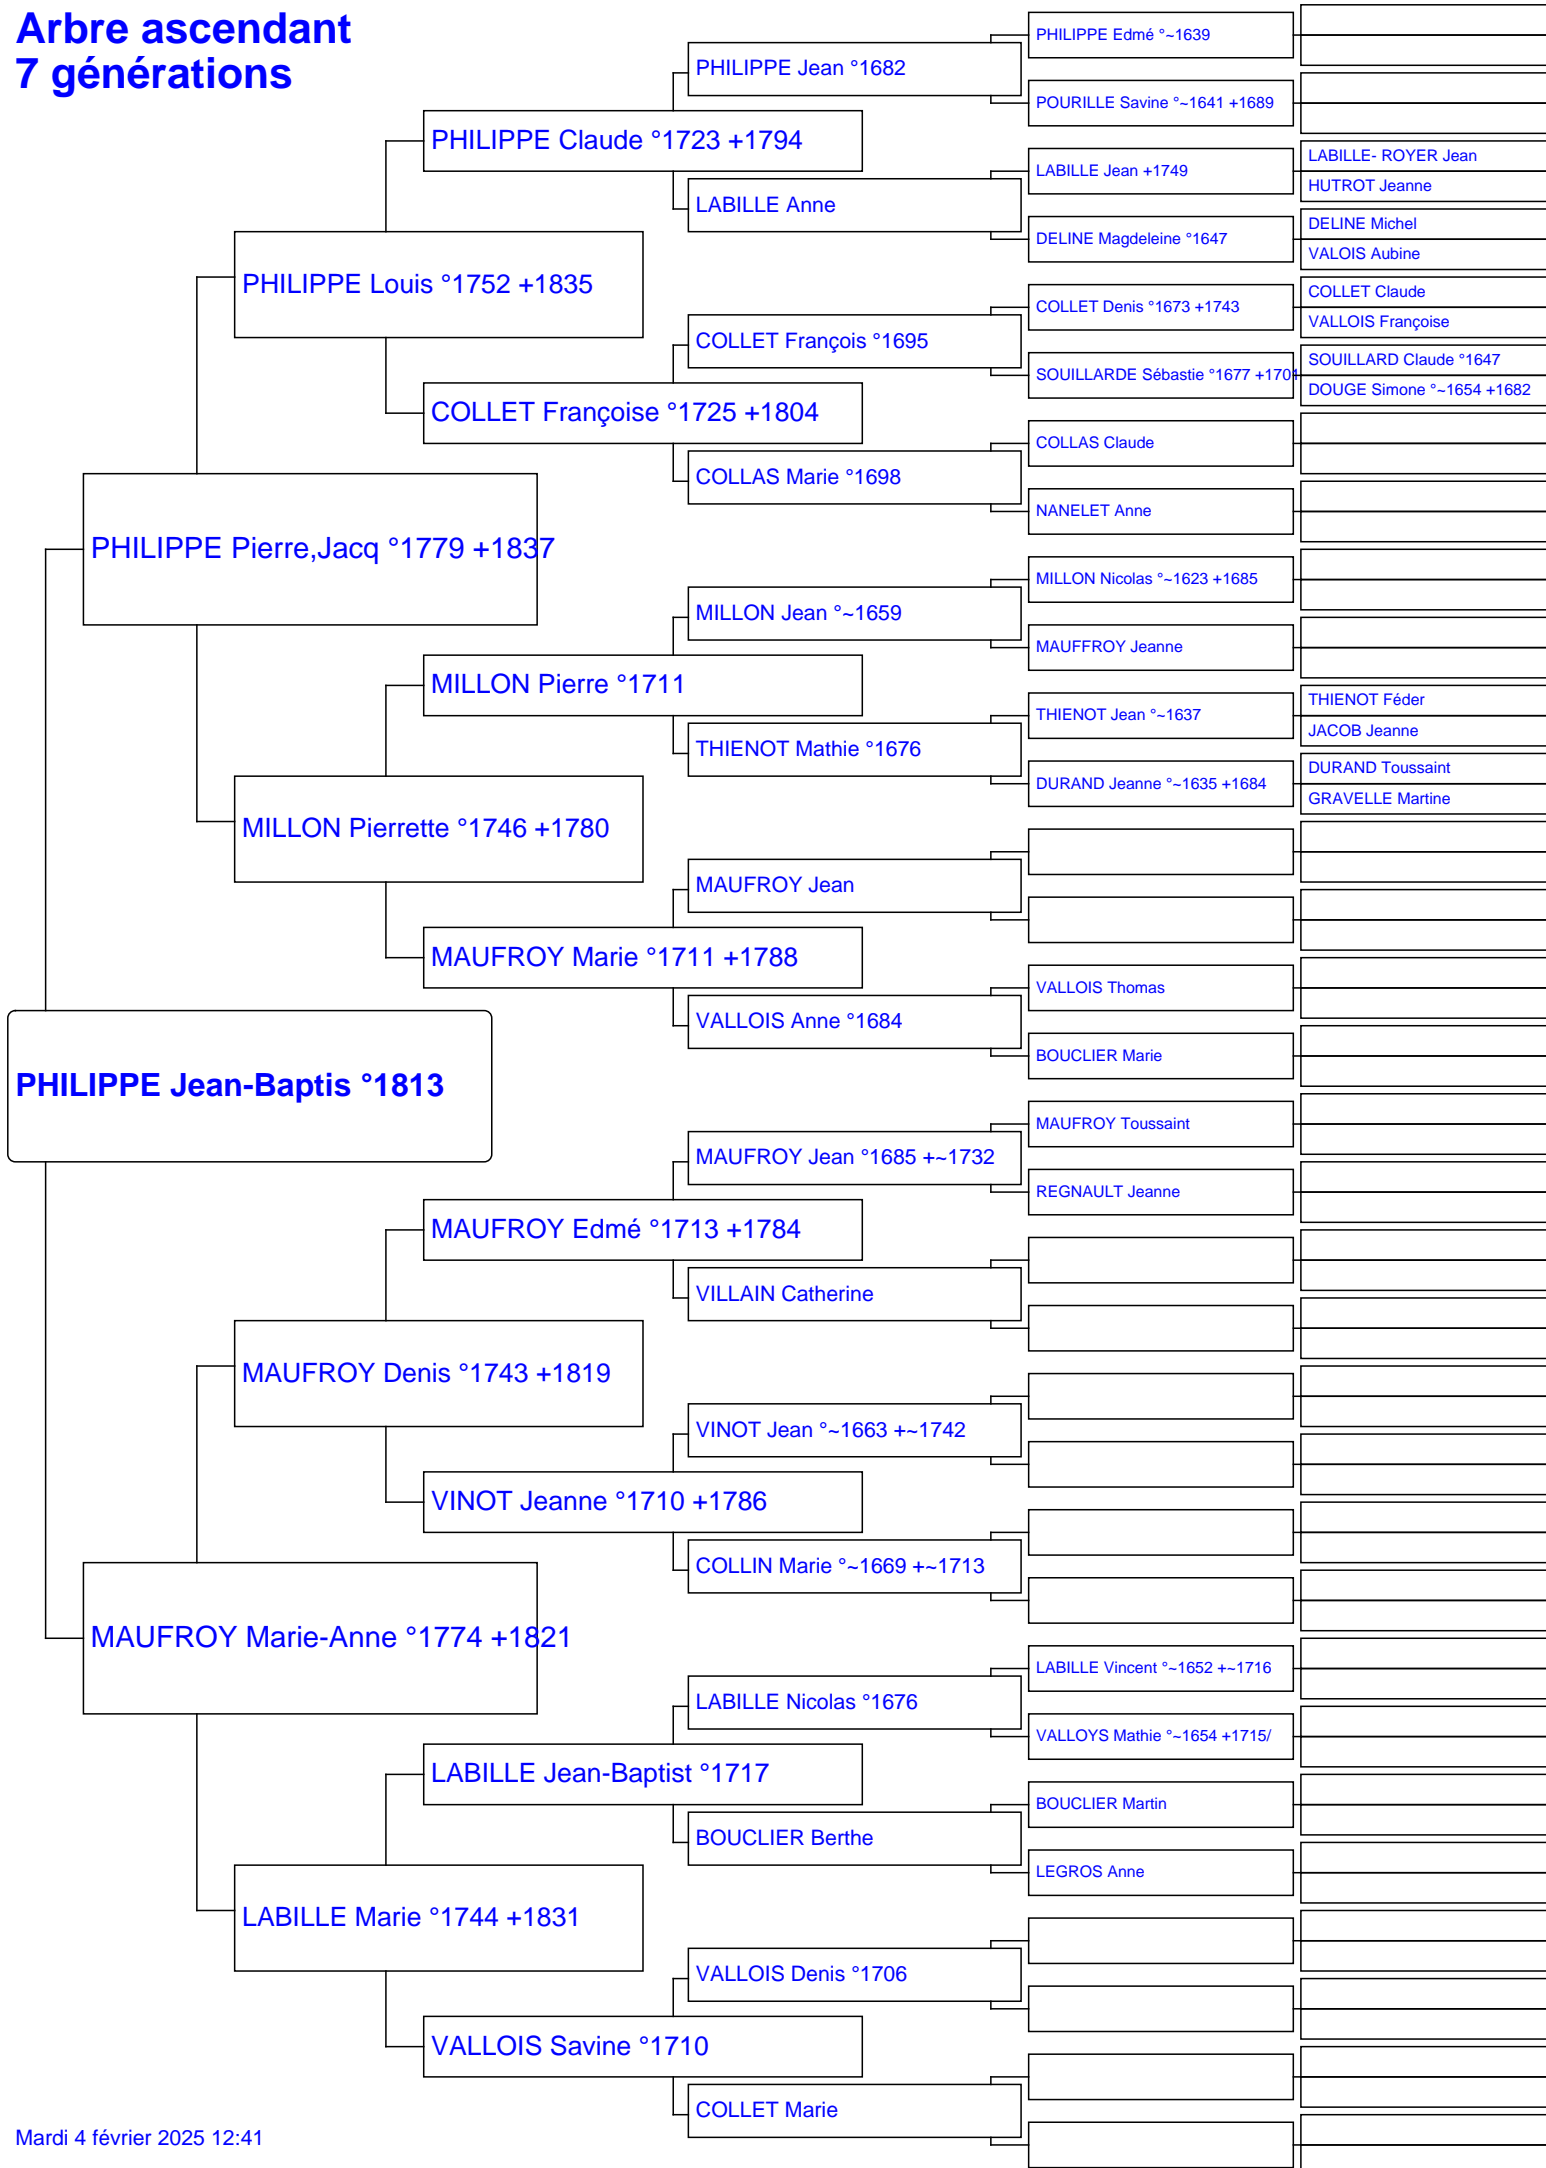 Arbre ascendant
7 générations
PHILIPPE Edmé °~1639
PHILIPPE Jean °1682
POURILLE Savine °~1641 +1689
PHILIPPE Claude °1723 +1794
LABILLE- ROYER Jean
LABILLE Jean +1749
HUTROT Jeanne
LABILLE Anne
DELINE Michel
DELINE Magdeleine °1647
VALOIS Aubine
PHILIPPE Louis °1752 +1835
COLLET Claude
COLLET Denis °1673 +1743
VALLOIS Françoise
COLLET François °1695
SOUILLARD Claude °1647
SOUILLARDE Sébastie °1677 +1701
DOUGE Simone °~1654 +1682
COLLET Françoise °1725 +1804
COLLAS Claude
COLLAS Marie °1698
NANELET Anne
PHILIPPE Pierre,Jacq °1779 +1837
MILLON Nicolas °~1623 +1685
MILLON Jean °~1659
MAUFFROY Jeanne
MILLON Pierre °1711
THIENOT Féder
THIENOT Jean °~1637
JACOB Jeanne
THIENOT Mathie °1676
DURAND Toussaint
DURAND Jeanne °~1635 +1684
GRAVELLE Martine
MILLON Pierrette °1746 +1780
MAUFROY Jean
MAUFROY Marie °1711 +1788
VALLOIS Thomas
VALLOIS Anne °1684
BOUCLIER Marie
PHILIPPE Jean-Baptis °1813
MAUFROY Toussaint
MAUFROY Jean °1685 +~1732
REGNAULT Jeanne
MAUFROY Edmé °1713 +1784
VILLAIN Catherine
MAUFROY Denis °1743 +1819
VINOT Jean °~1663 +~1742
VINOT Jeanne °1710 +1786
COLLIN Marie °~1669 +~1713
MAUFROY Marie-Anne °1774 +1821
LABILLE Vincent °~1652 +~1716
LABILLE Nicolas °1676
VALLOYS Mathie °~1654 +1715/
LABILLE Jean-Baptist °1717
BOUCLIER Martin
BOUCLIER Berthe
LEGROS Anne
LABILLE Marie °1744 +1831
VALLOIS Denis °1706
VALLOIS Savine °1710
COLLET Marie
Mardi 4 février 2025 12:41